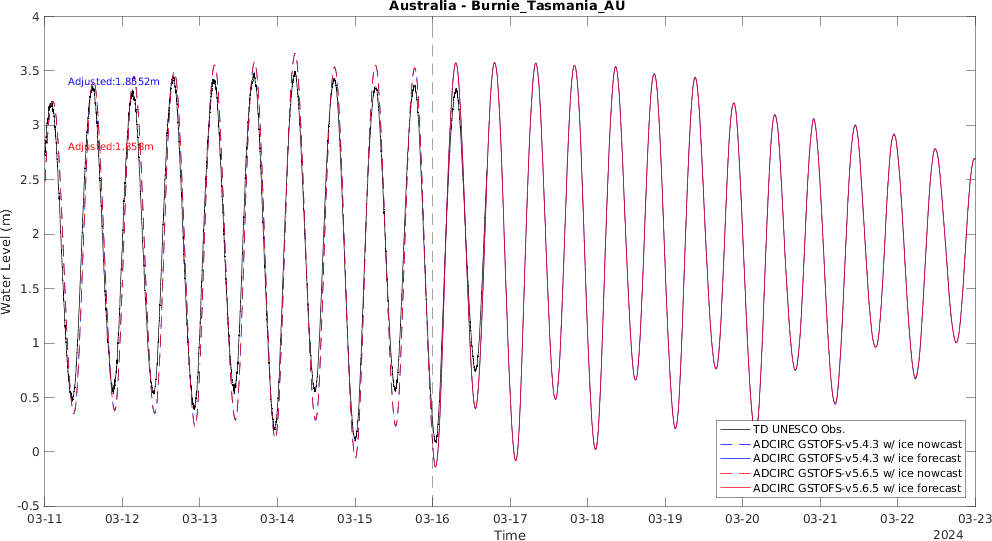 Australia - Burnie_Tasmania_AU
Adjusted:1.8552m
Adjusted:1.858m
Water Level (m)
4
3.5
3
2.5
2
1.5
1
0.5
0
-0.5
TD UNESCO Obs.
ADCIRC GSTOFS-v5.4.3 w/ ice nowcast
ADCIRC GSTOFS-v5.4.3 w/ ice forecast
ADCIRC GSTOFS-v5.6.5 w/ ice nowcast
ADCIRC GSTOFS-v5.6.5 w/ ice forecast
03-11 03-12 03-13 03-14 03-15 03-16 03-17 03-18 03-19 03-20 03-21 03-22 03-23
Time
2024